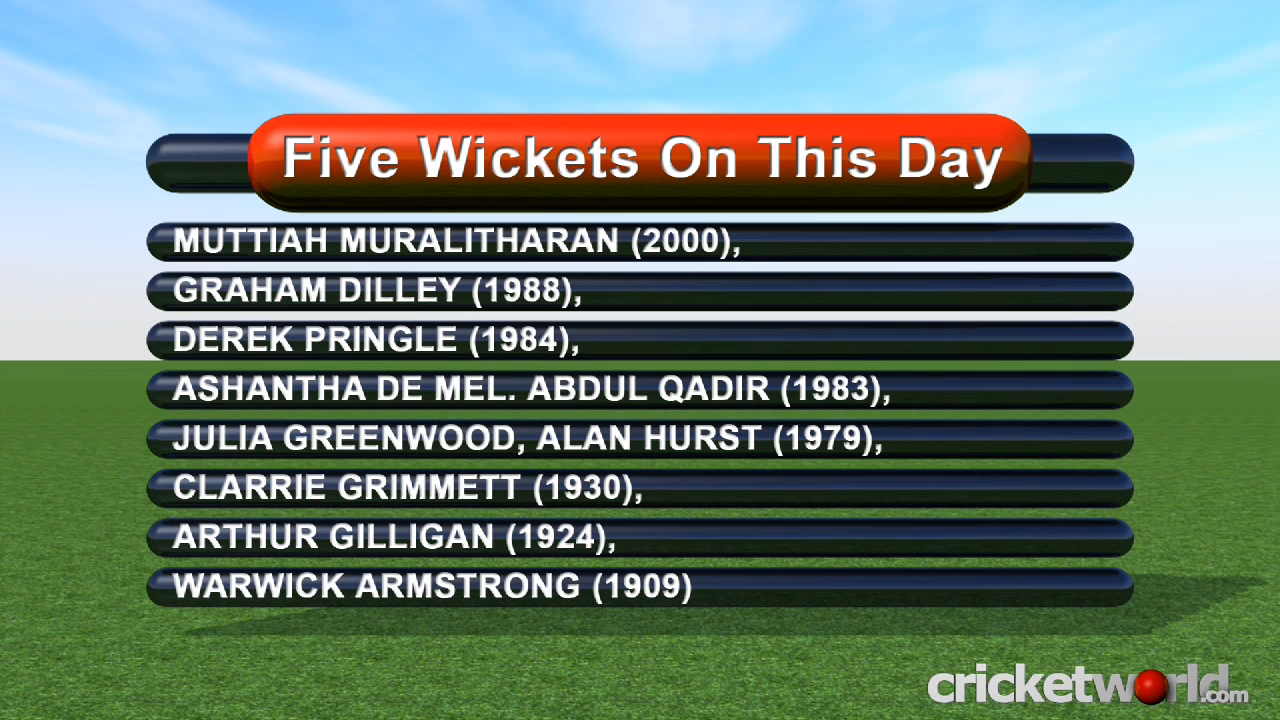 Five Wickets On This Day
MUTTIAH MURALITHARAN (2000),
GRAHAM DILLEY (1988),
DEREK PRINGLE (1984),
ASHANTHA DE MEL. ABDUL QADIR (1983),
JULIA GREENWOOD, ALAN HURST (1979),
CLARRIE GRIMMETT (1930),
ARTHUR GILLIGAN (1924),
WARWICK ARMSTRONG (1909)
cricketworld.com